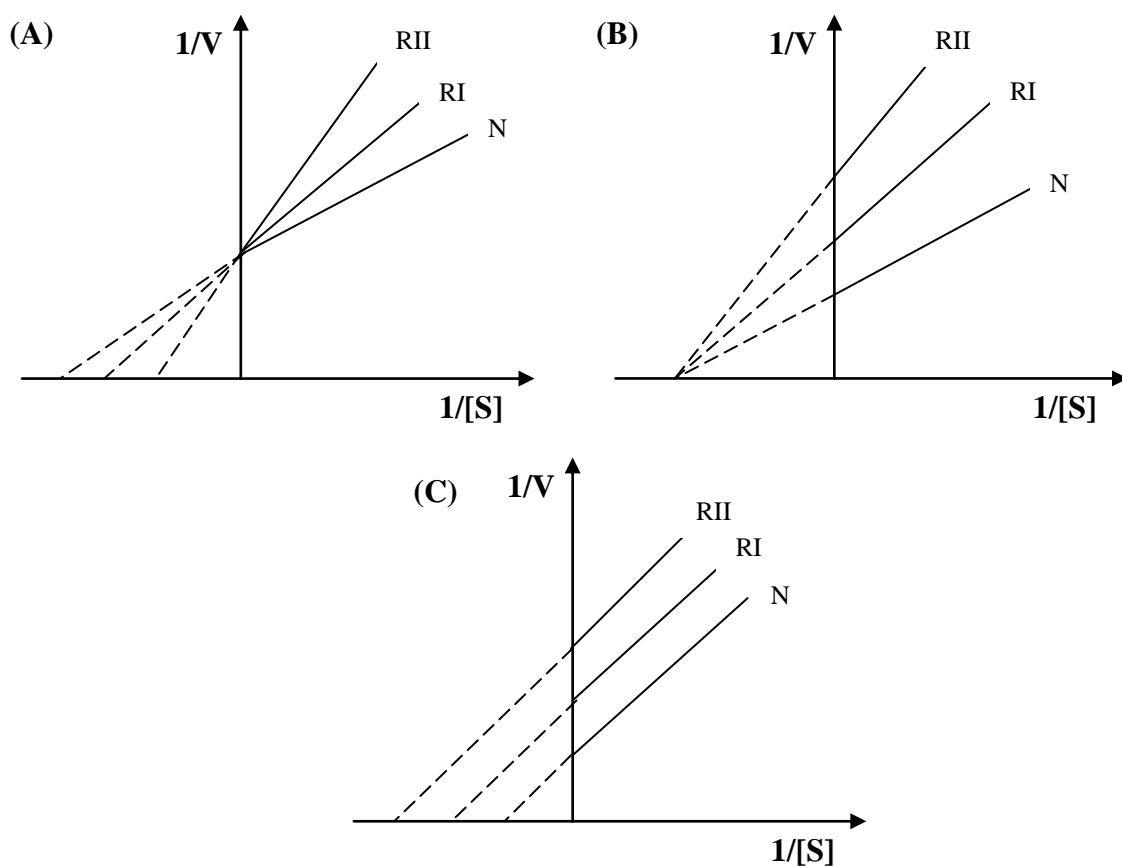 (A)
1/V
RII
RI
N
1/[S]
(B)
1/V
RII
RI
N
1/[S]
(C)
1/V
RII
RI
N
1/[S]